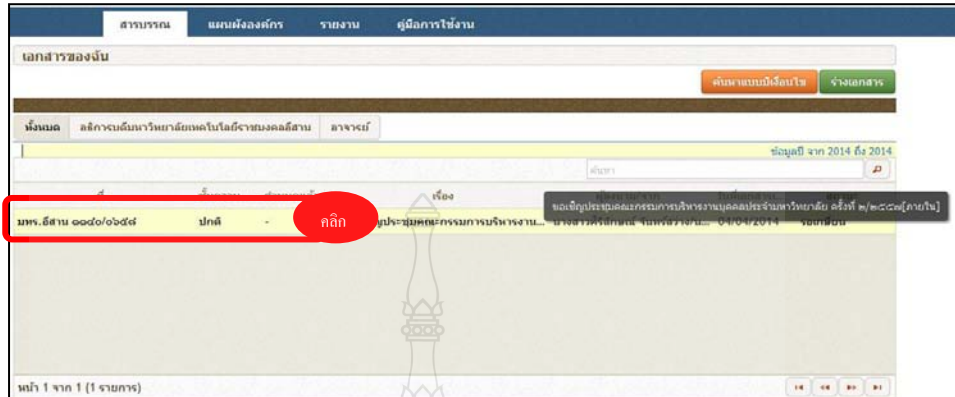 สารบรรณ แผนผังองค์กร รายงาน คู่มือการใช้งาน
เอกสารของฉัน
ค้นหาแบบมีเงื่อนไข ร่างเอกสาร
ทั้งหมด อธิการบดีมหาวิทยาลัยเทคโนโลยีราชมงคลอีสาน อาจารย์
ข้อมูลปี จาก 2014 ถึง 2014
ค้นหา
ที่ เรื่อง
ขอเชิญประชุมคณะกรรมการบริหารงานบุคคลประจำมหาวิทยาลัย ครั้งที่ ๒/๒๕๕๗[ภายใน]
มทร.อีสาน ๐๑๔๐/๐๖๕๘ ปกติ - คลิก ญประชุมคณะกรรมการบริหารงาน... 04/04/2014 รอเกษียน
หน้า 1 จาก 1 (1 รายการ)